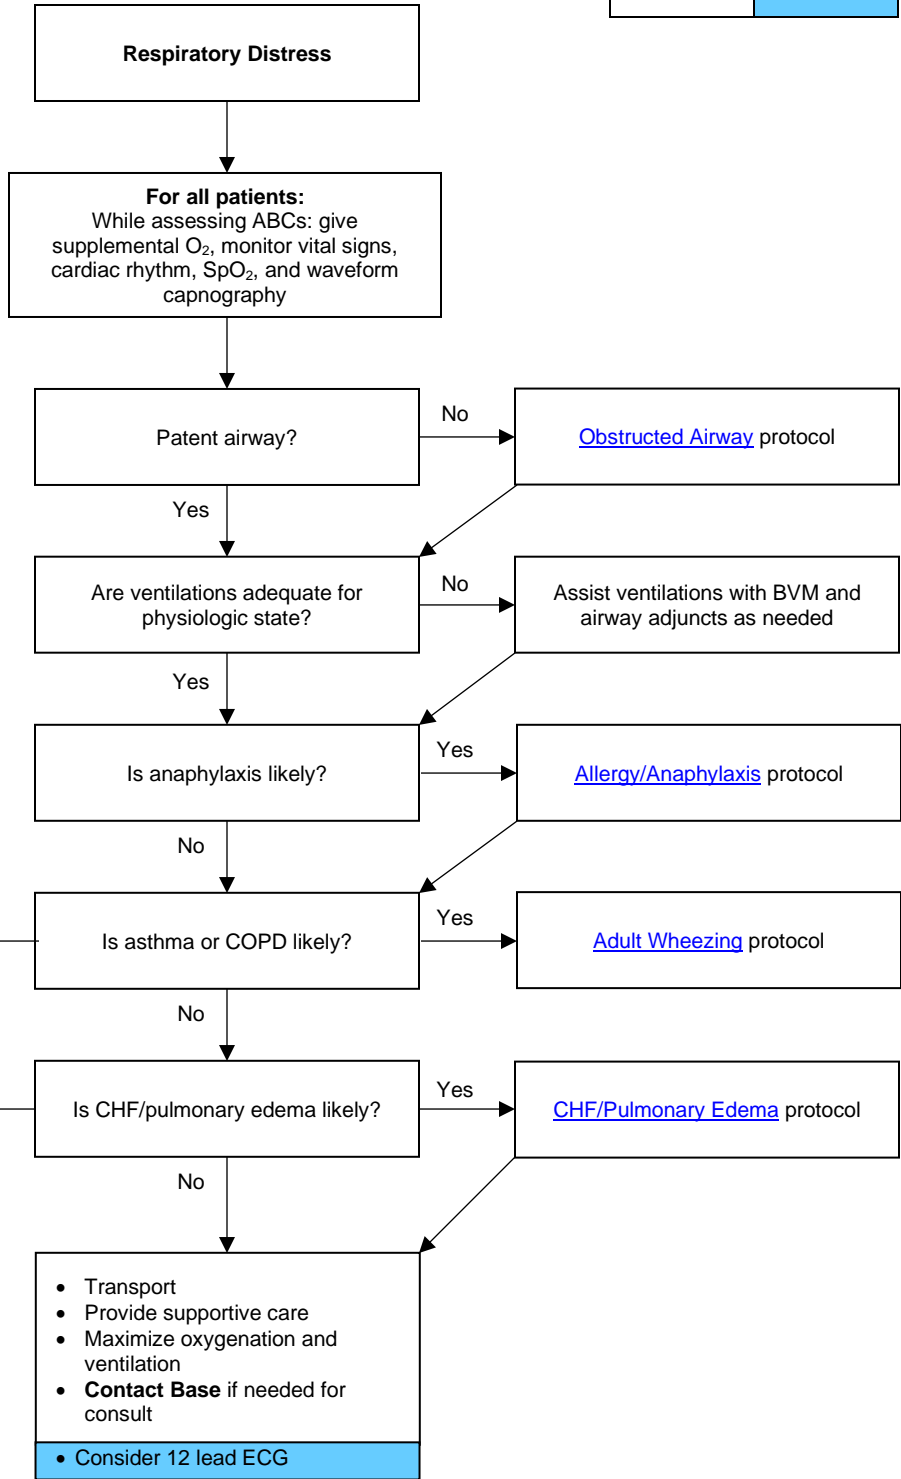 Respiratory Distress
For all patients:
While assessing ABCs: give
supplemental O₂, monitor vital signs,
cardiac rhythm, SpO₂, and waveform
capnography
Patent airway?
No
Obstructed Airway protocol
Yes
Are ventilations adequate for
physiologic state?
No
Assist ventilations with BVM and
airway adjuncts as needed
Yes
Is anaphylaxis likely?
Yes
Allergy/Anaphylaxis protocol
No
Is asthma or COPD likely?
Yes
Adult Wheezing protocol
No
Is CHF/pulmonary edema likely?
Yes
CHF/Pulmonary Edema protocol
No
• Transport
• Provide supportive care
• Maximize oxygenation and
ventilation
• Contact Base if needed for
consult
• Consider 12 lead ECG